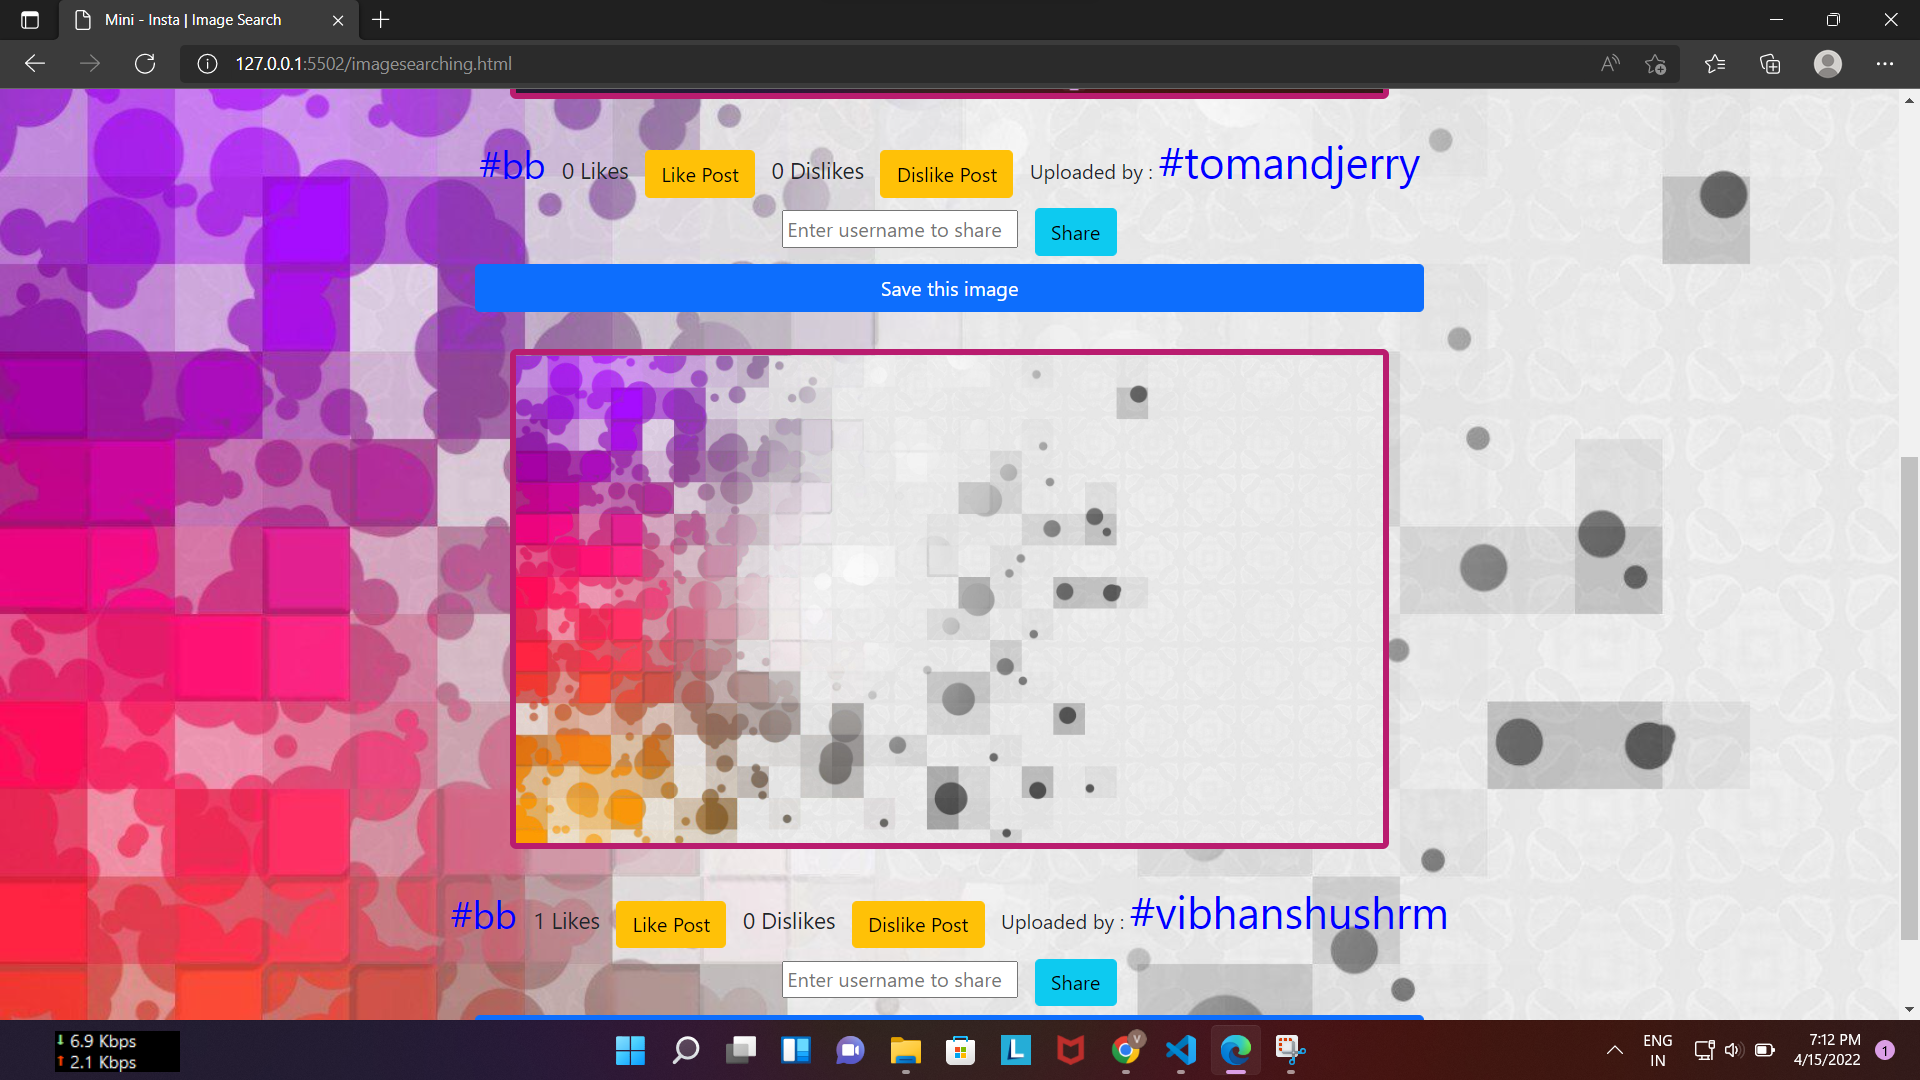 Mini - Insta | Image Search
127.0.0.1:5502/imagesearching.html
#bb 0 Likes Like Post 0 Dislikes Dislike Post Uploaded by : #tomandjerry
Enter username to share Share
Save this image
#bb 1 Likes Like Post 0 Dislikes Dislike Post Uploaded by : #vibhanshushrm
Enter username to share Share
6.9 Kbps
2.1 Kbps
L
V
ENG
IN
7:12 PM
4/15/2022
1